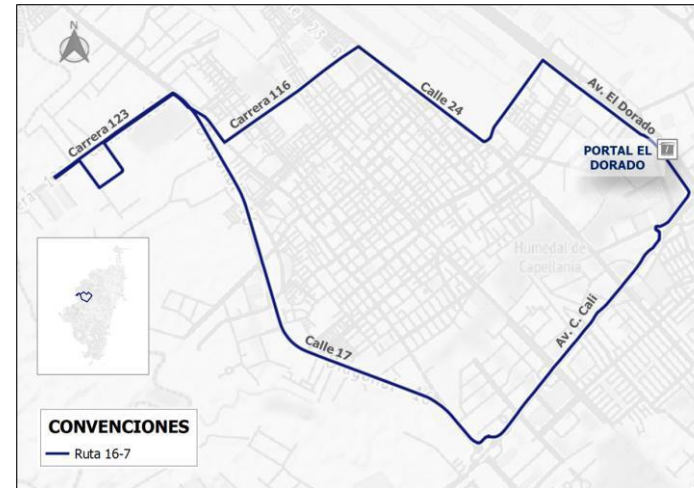 N
Carrera 123
Carrera 116
Calle 24
Av. El Dorado
PORTAL EL
DORADO
Humedal de
Capellanía
Av. C. Cali
Calle 17
CONVENCIONES
Ruta 16-7